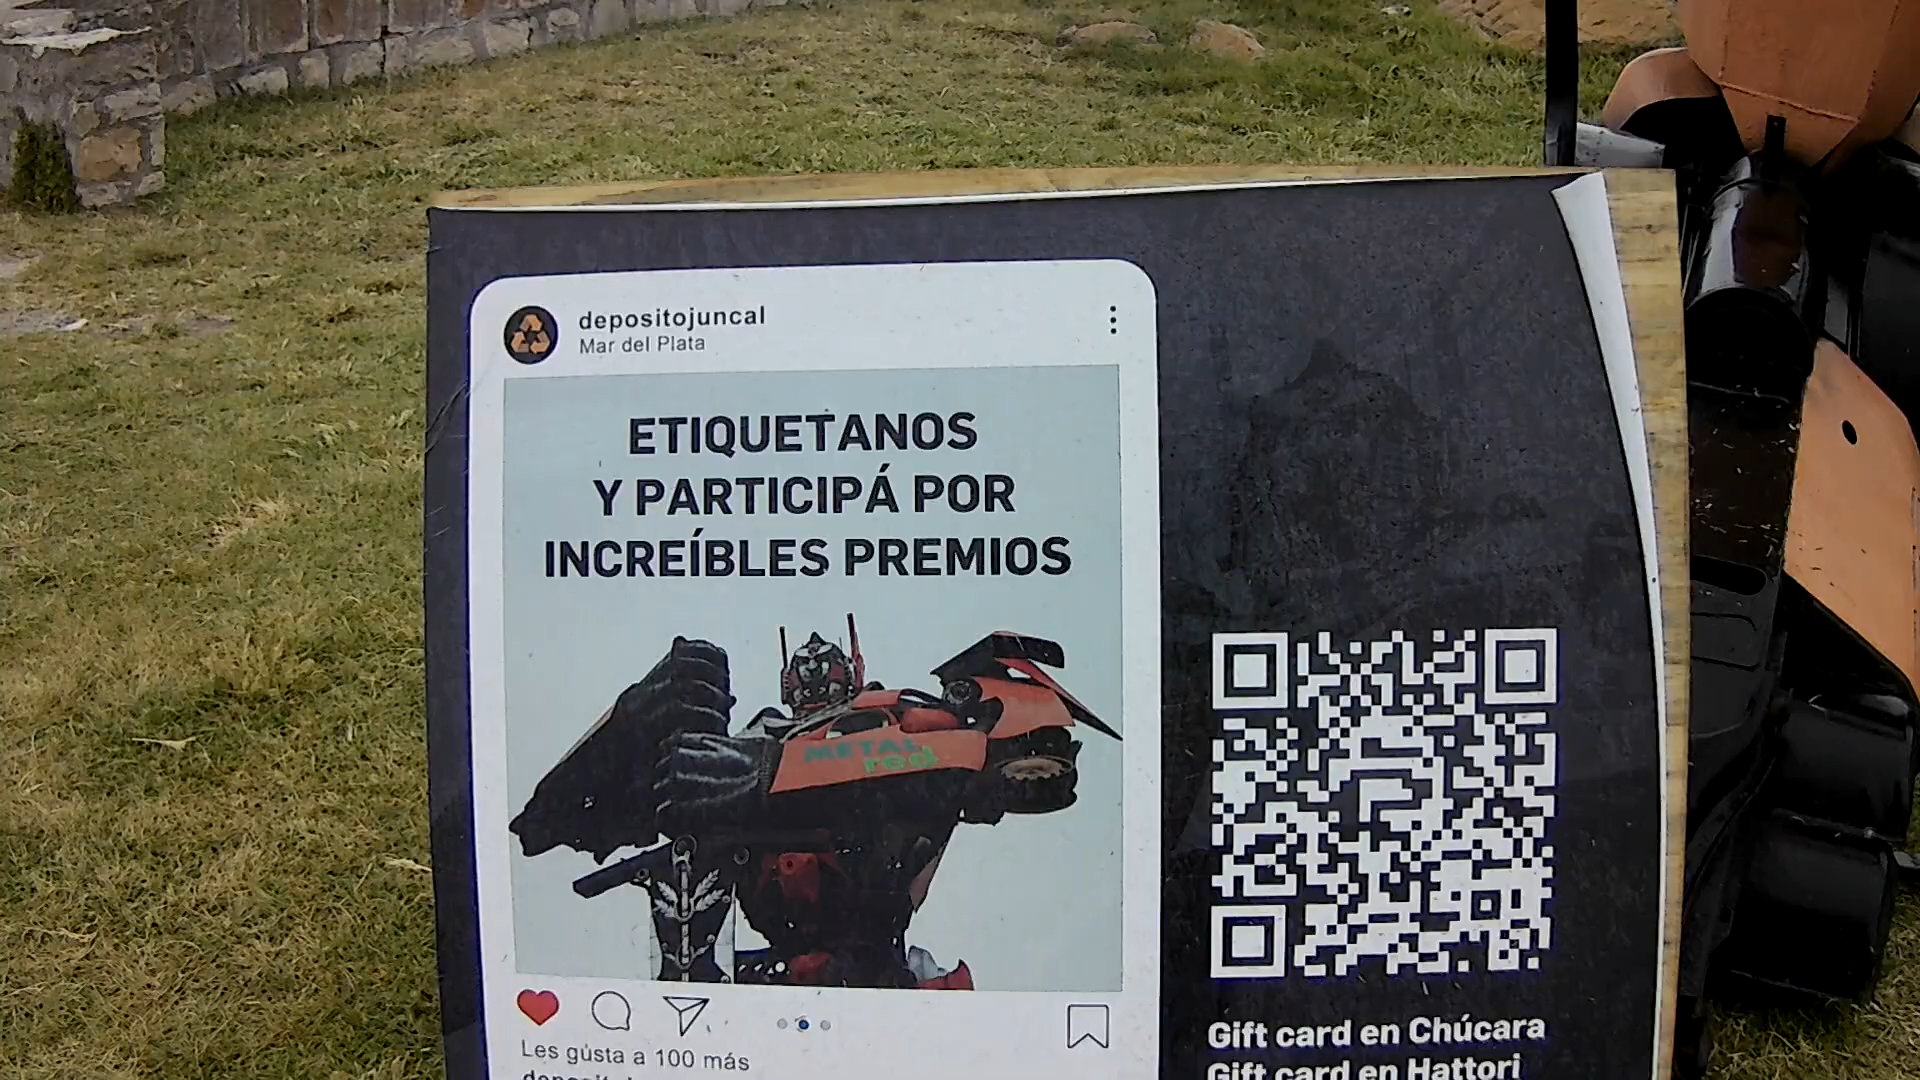 depositojuncal
Mar del Plata
ETIQUETANOS
Y PARTICIPÁ POR
INCREÍBLES PREMIOS
METAL
red
Les gusta a 100 más
Gift card en Chúcara
Gift card en Hattori